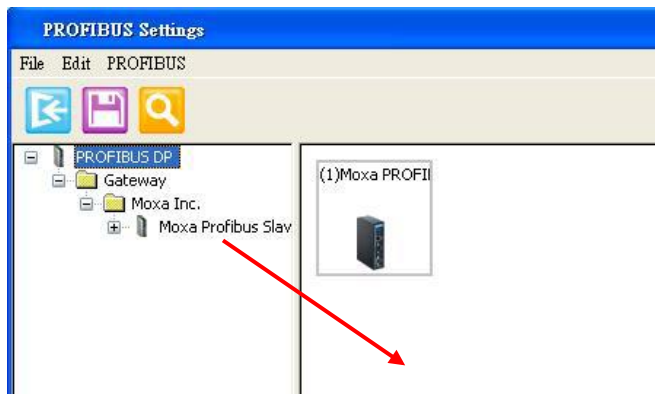 PROFIBUS Settings
File Edit PROFIBUS
PROFIBUS DP
Gateway
Moxa Inc.
Moxa Profibus Slav
(1)Moxa PROFI